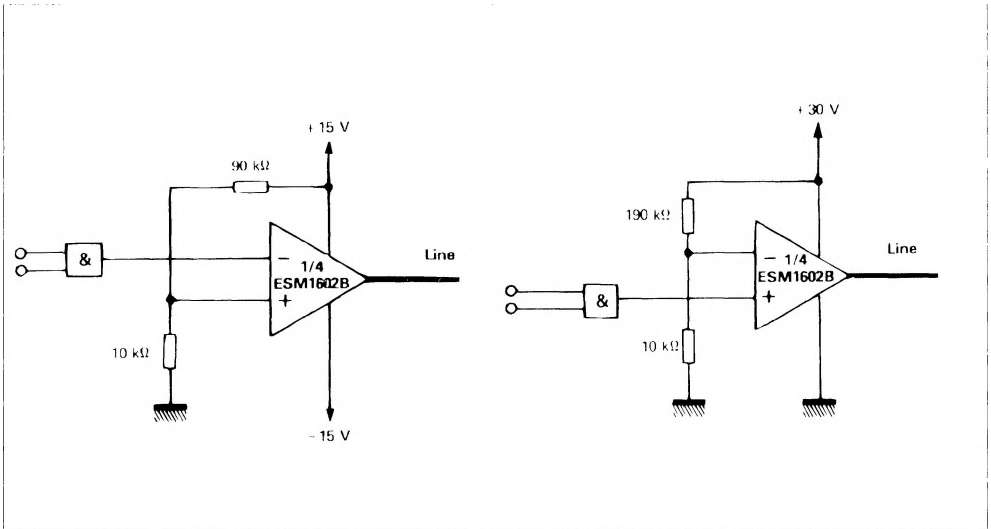 + 15 V
90 kΩ
&
−
1/4
ESM1602B
+
Line
10 kΩ
− 15 V
+ 30 V
190 kΩ
&
−
1/4
ESM1602B
+
Line
10 kΩ